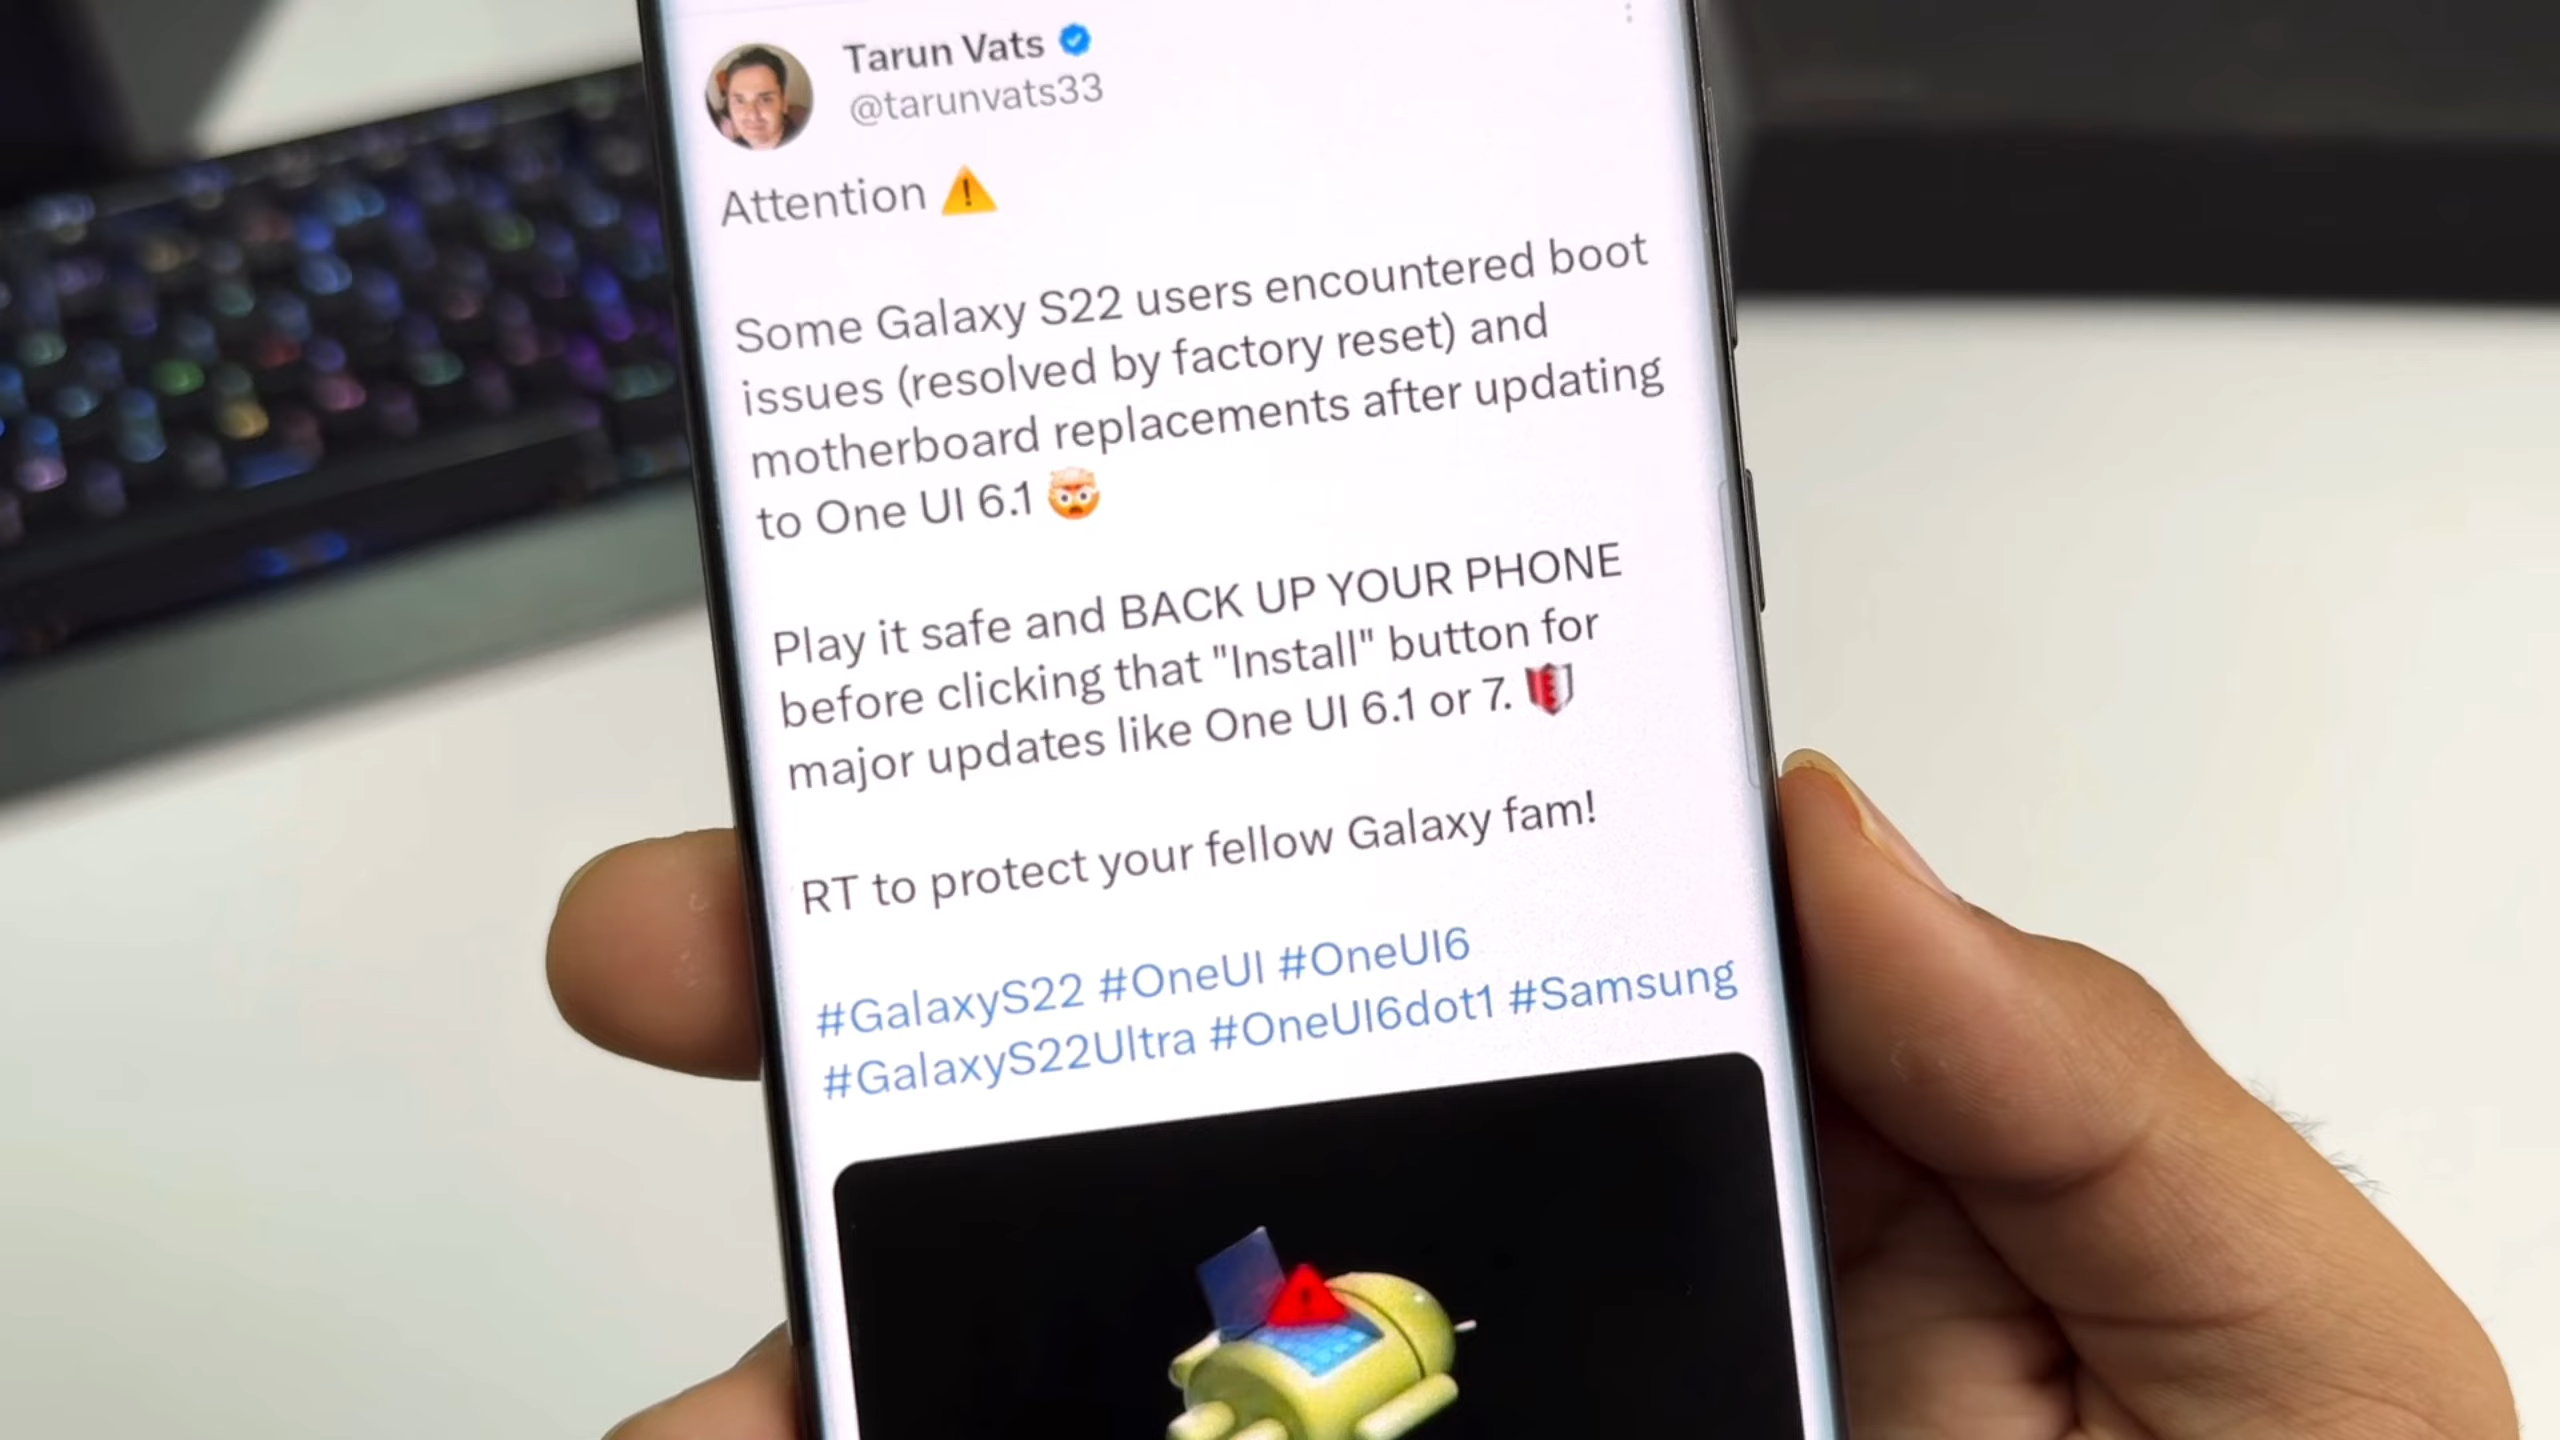 Tarun Vats
@tarunvats33
Attention ⚠️
Some Galaxy S22 users encountered boot
issues (resolved by factory reset) and
motherboard replacements after updating
to One UI 6.1 🤯
Play it safe and BACK UP YOUR PHONE
before clicking that "Install" button for
major updates like One UI 6.1 or 7. 🛡️
RT to protect your fellow Galaxy fam!
#GalaxyS22 #OneUI #OneUI6
#GalaxyS22Ultra #OneUI6dot1 #Samsung